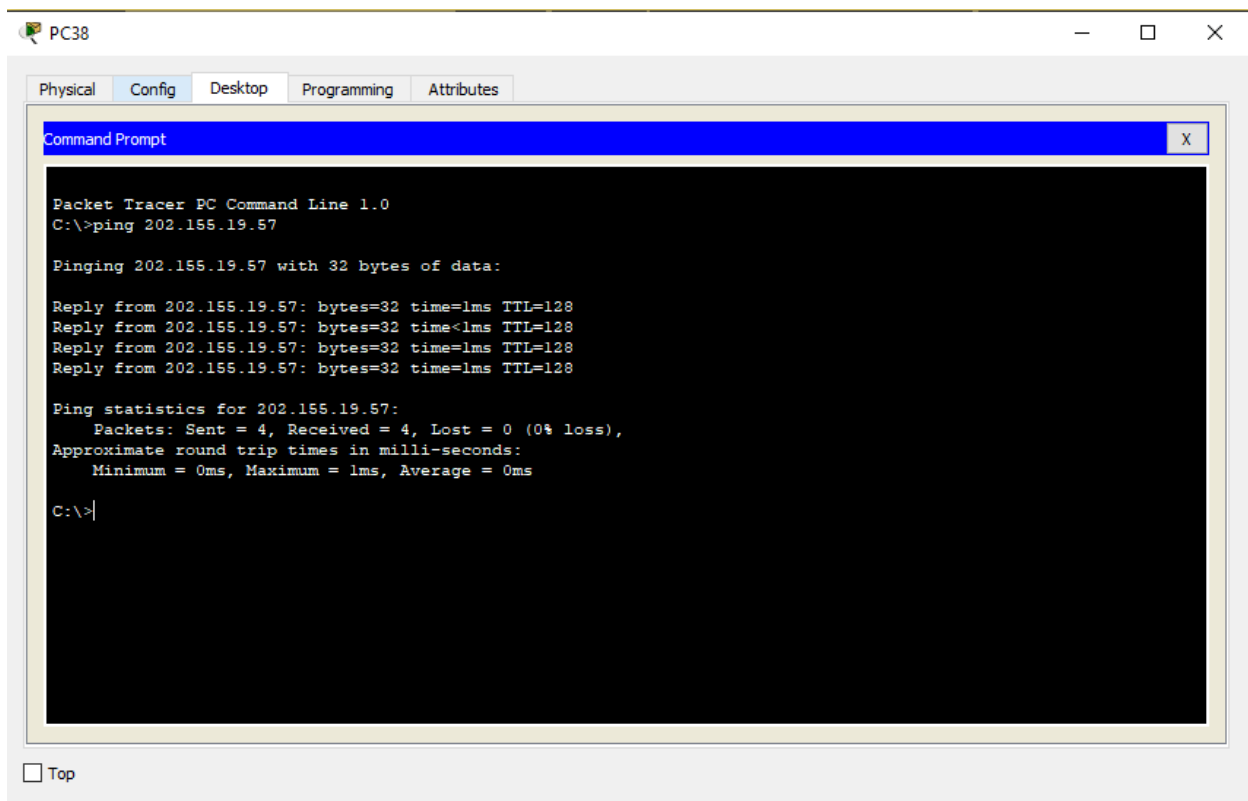 PC38
Physical Config Desktop Programming Attributes
Command Prompt X
Packet Tracer PC Command Line 1.0
C:\>ping 202.155.19.57
Pinging 202.155.19.57 with 32 bytes of data:
Reply from 202.155.19.57: bytes=32 time=1ms TTL=128
Reply from 202.155.19.57: bytes=32 time<1ms TTL=128
Reply from 202.155.19.57: bytes=32 time=1ms TTL=128
Reply from 202.155.19.57: bytes=32 time=1ms TTL=128
Ping statistics for 202.155.19.57:
Packets: Sent = 4, Received = 4, Lost = 0 (0% loss),
Approximate round trip times in milli-seconds:
Minimum = 0ms, Maximum = 1ms, Average = 0ms
C:\>
Top